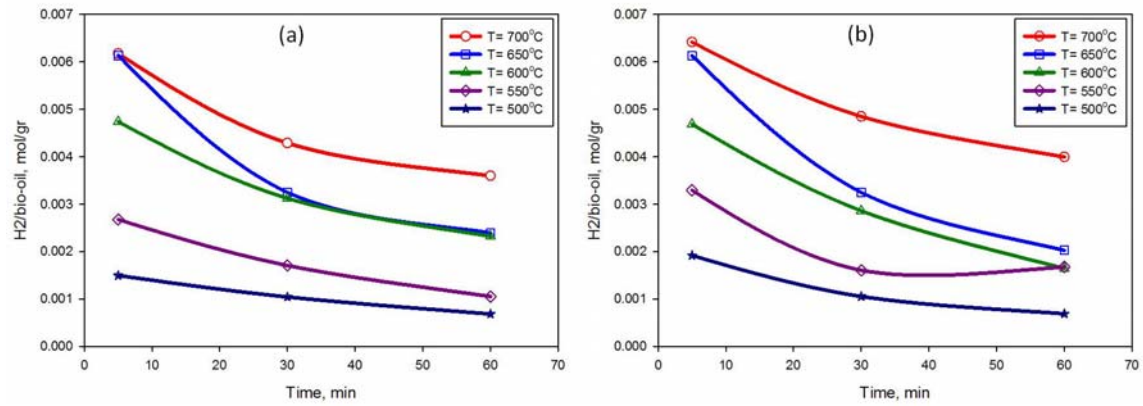 (a)
T= 700°C
T= 650°C
T= 600°C
T= 550°C
T= 500°C
H2/bio-oil, mol/gr
0.007
0.006
0.005
0.004
0.003
0.002
0.001
0.000
0 10 20 30 40 50 60 70
Time, min
(b)
T= 700°C
T= 650°C
T= 600°C
T= 550°C
T= 500°C
H2/bio-oil, mol/gr
0.007
0.006
0.005
0.004
0.003
0.002
0.001
0.000
0 10 20 30 40 50 60 70
Time, min